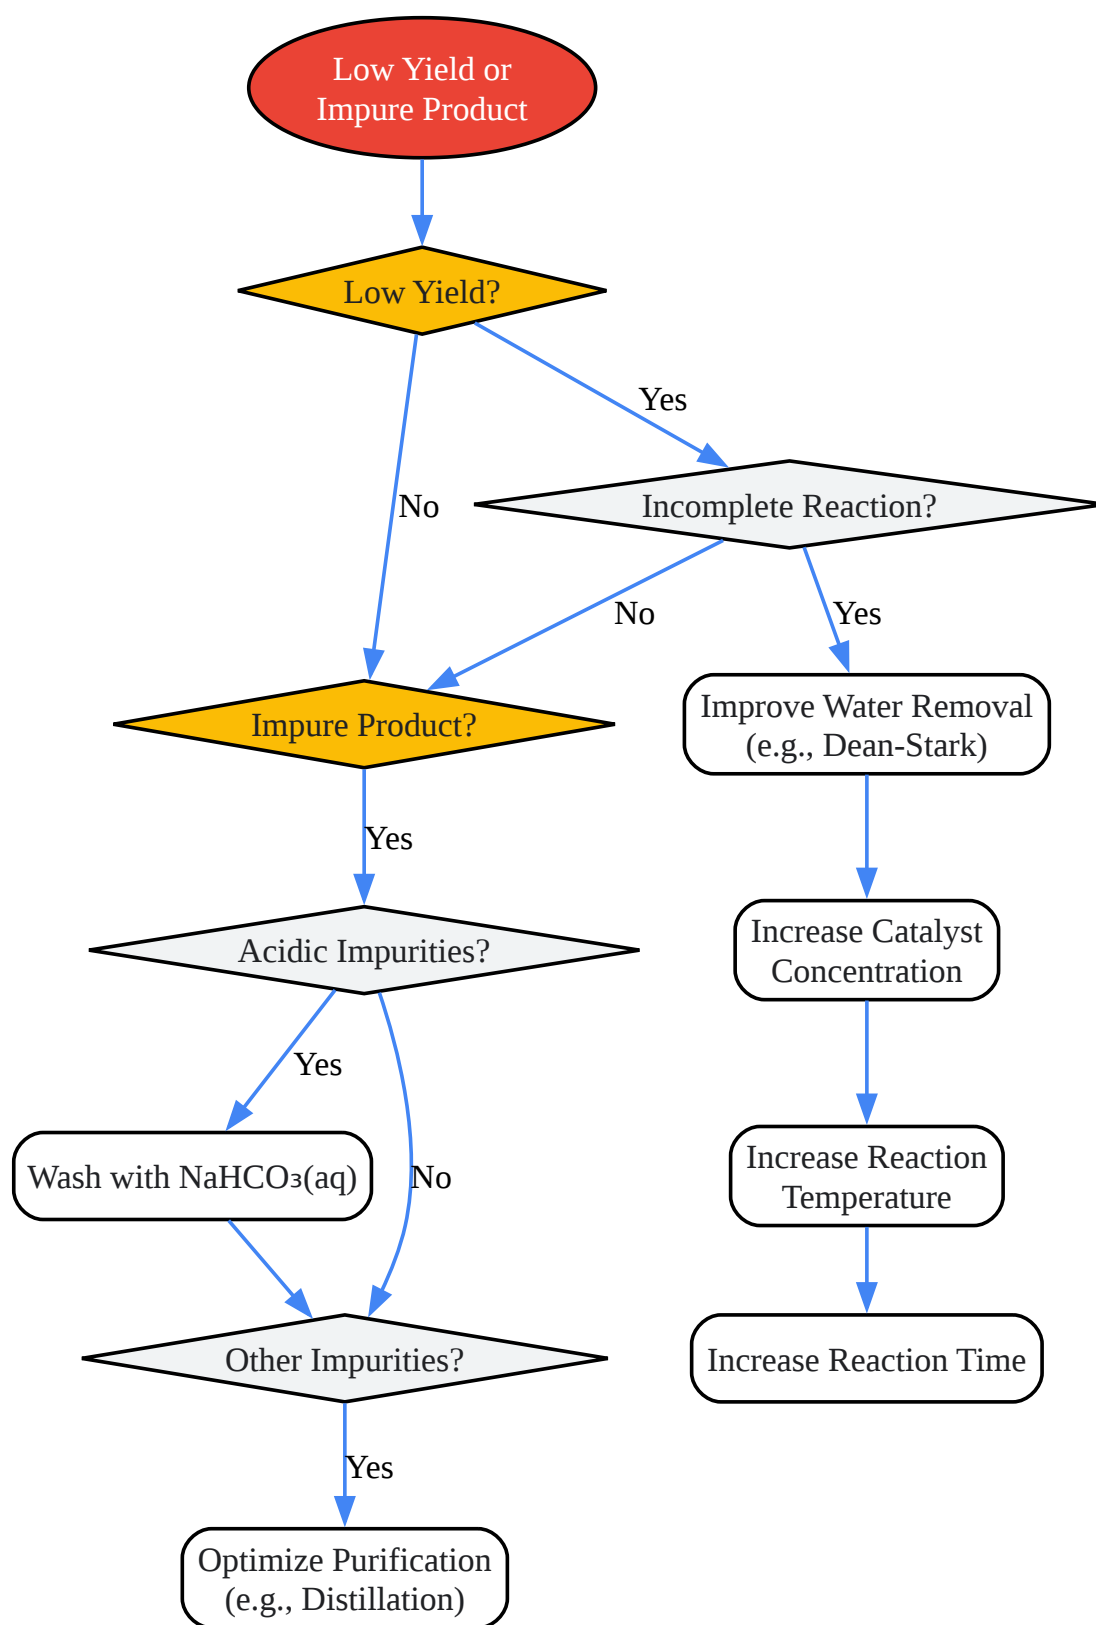 Low Yield or
Impure Product
Low Yield?
Yes
No
Incomplete Reaction?
No
Yes
Improve Water Removal
(e.g., Dean-Stark)
Impure Product?
Yes
Increase Catalyst
Concentration
Acidic Impurities?
Yes
No
Increase Reaction
Temperature
Wash with NaHCO₃(aq)
Other Impurities?
Increase Reaction Time
Yes
Optimize Purification
(e.g., Distillation)